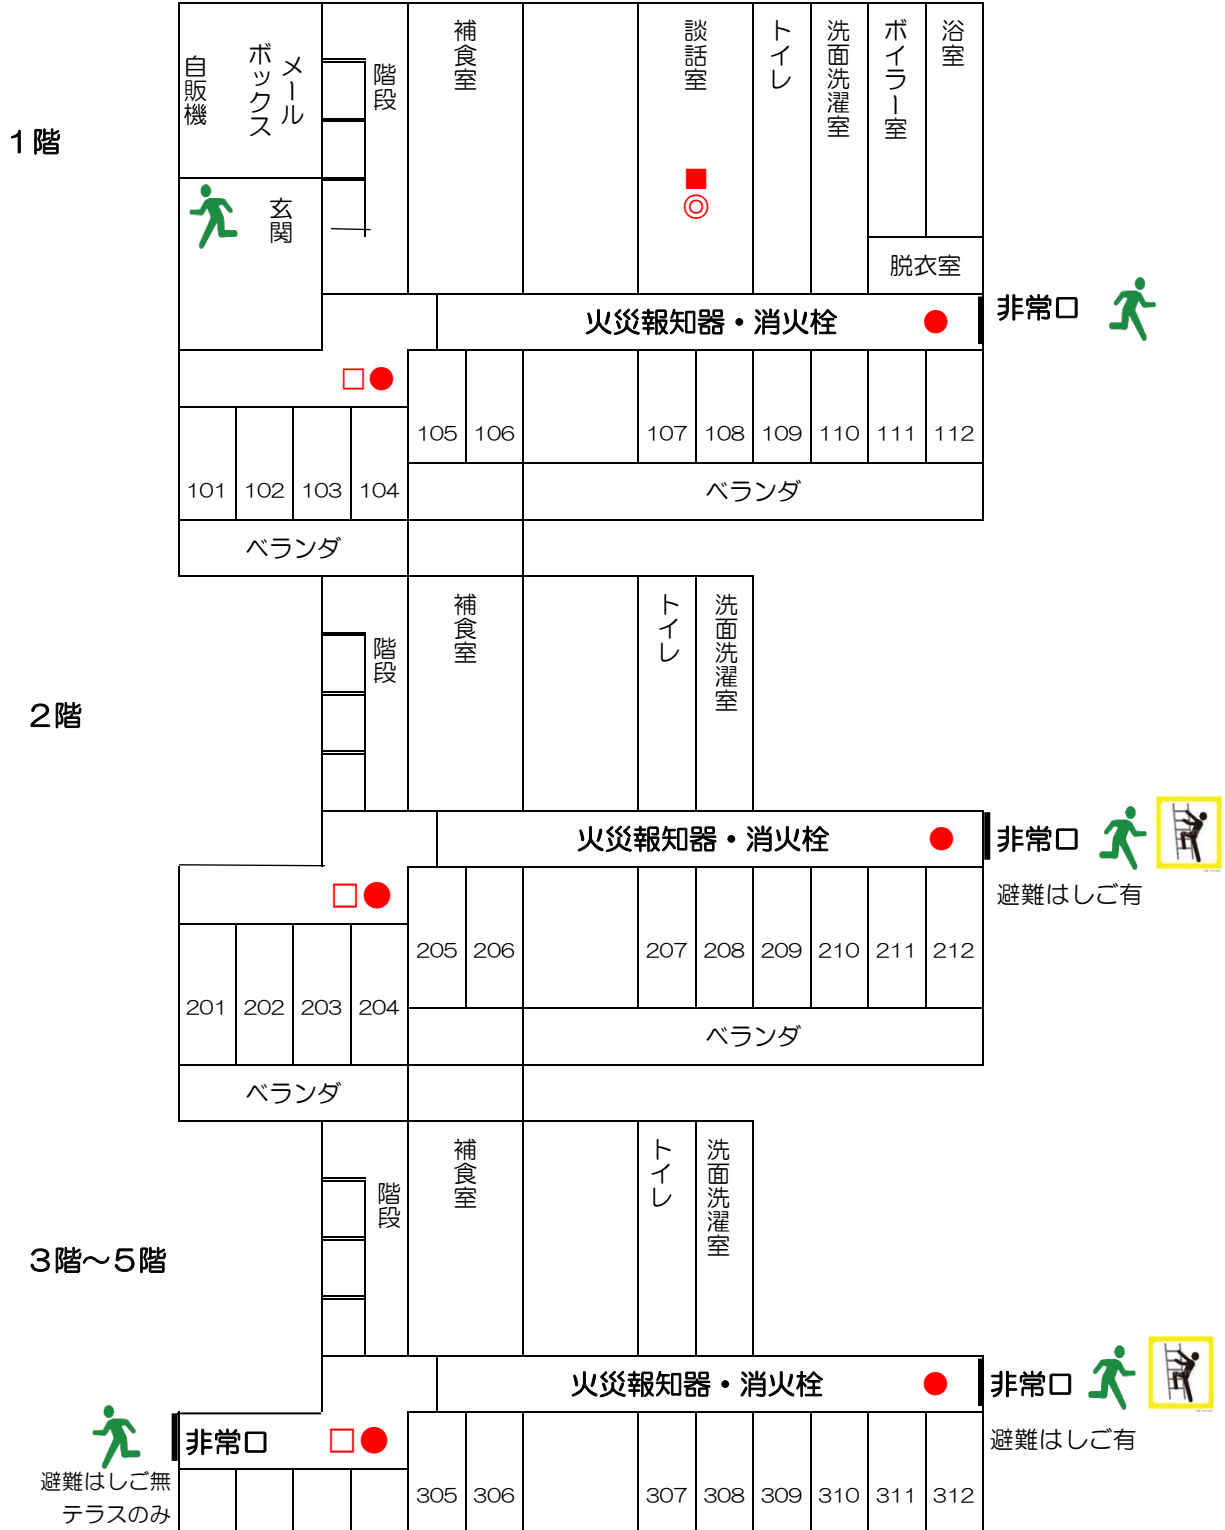 1階
自販機
メール
ボックス
階段
補食室
談話室
トイレ
洗面洗濯室
ボイラー室
浴室
■
◎
玄関
脱衣室
火災報知器・消火栓 ●
非常口
□●
105 106 107 108 109 110 111 112
101 102 103 104
ベランダ
ベランダ
2階
階段
補食室
トイレ
洗面洗濯室
火災報知器・消火栓 ●
非常口
避難はしご有
□●
205 206 207 208 209 210 211 212
201 202 203 204
ベランダ
ベランダ
3階～5階
階段
補食室
トイレ
洗面洗濯室
火災報知器・消火栓 ●
非常口
避難はしご有
非常口 □●
避難はしご無
テラスのみ
305 306 307 308 309 310 311 312